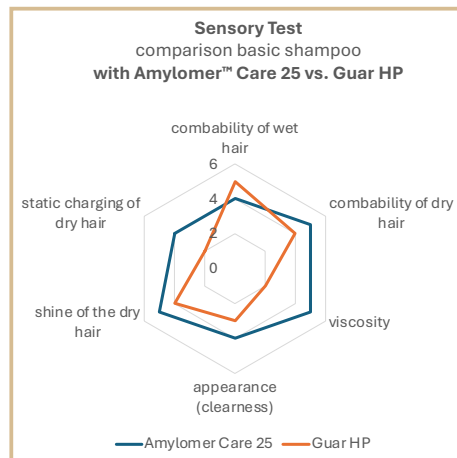 Sensory Test
comparison basic shampoo
with Amylomer™ Care 25 vs. Guar HP
combability of wet
hair
6
static charging of
dry hair
4
combability of dry
hair
2
0
shine of the dry
hair
viscosity
appearance
(clearness)
Amylomer Care 25
Guar HP